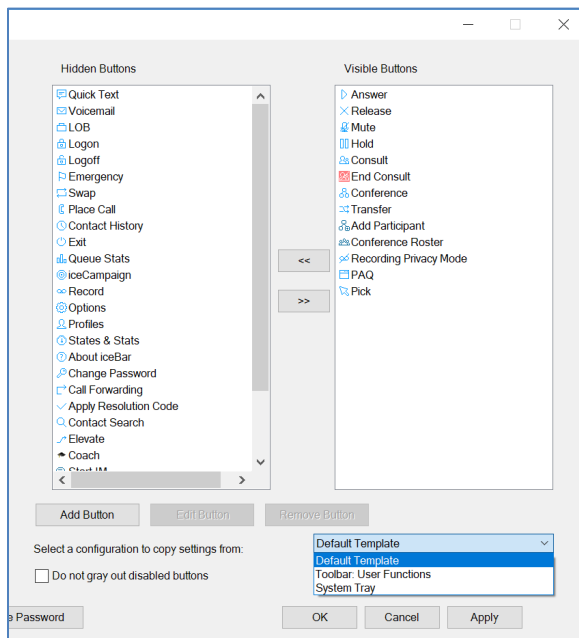 Hidden Buttons
Visible Buttons
Quick Text
Voicemail
LOB
Logon
Logoff
Emergency
Swap
Place Call
Contact History
Exit
Queue Stats
iceCampaign
Record
Options
Profiles
States & Stats
About iceBar
Change Password
Call Forwarding
Apply Resolution Code
Contact Search
Elevate
Coach
Start IM
<<
>>
Answer
Release
Mute
Hold
Consult
End Consult
Conference
Transfer
Add Participant
Conference Roster
Recording Privacy Mode
PAQ
Pick
Add Button
Edit Button
Remove Button
Select a configuration to copy settings from:
Default Template
Default Template
Toolbar: User Functions
System Tray
Do not gray out disabled buttons
e Password
OK
Cancel
Apply